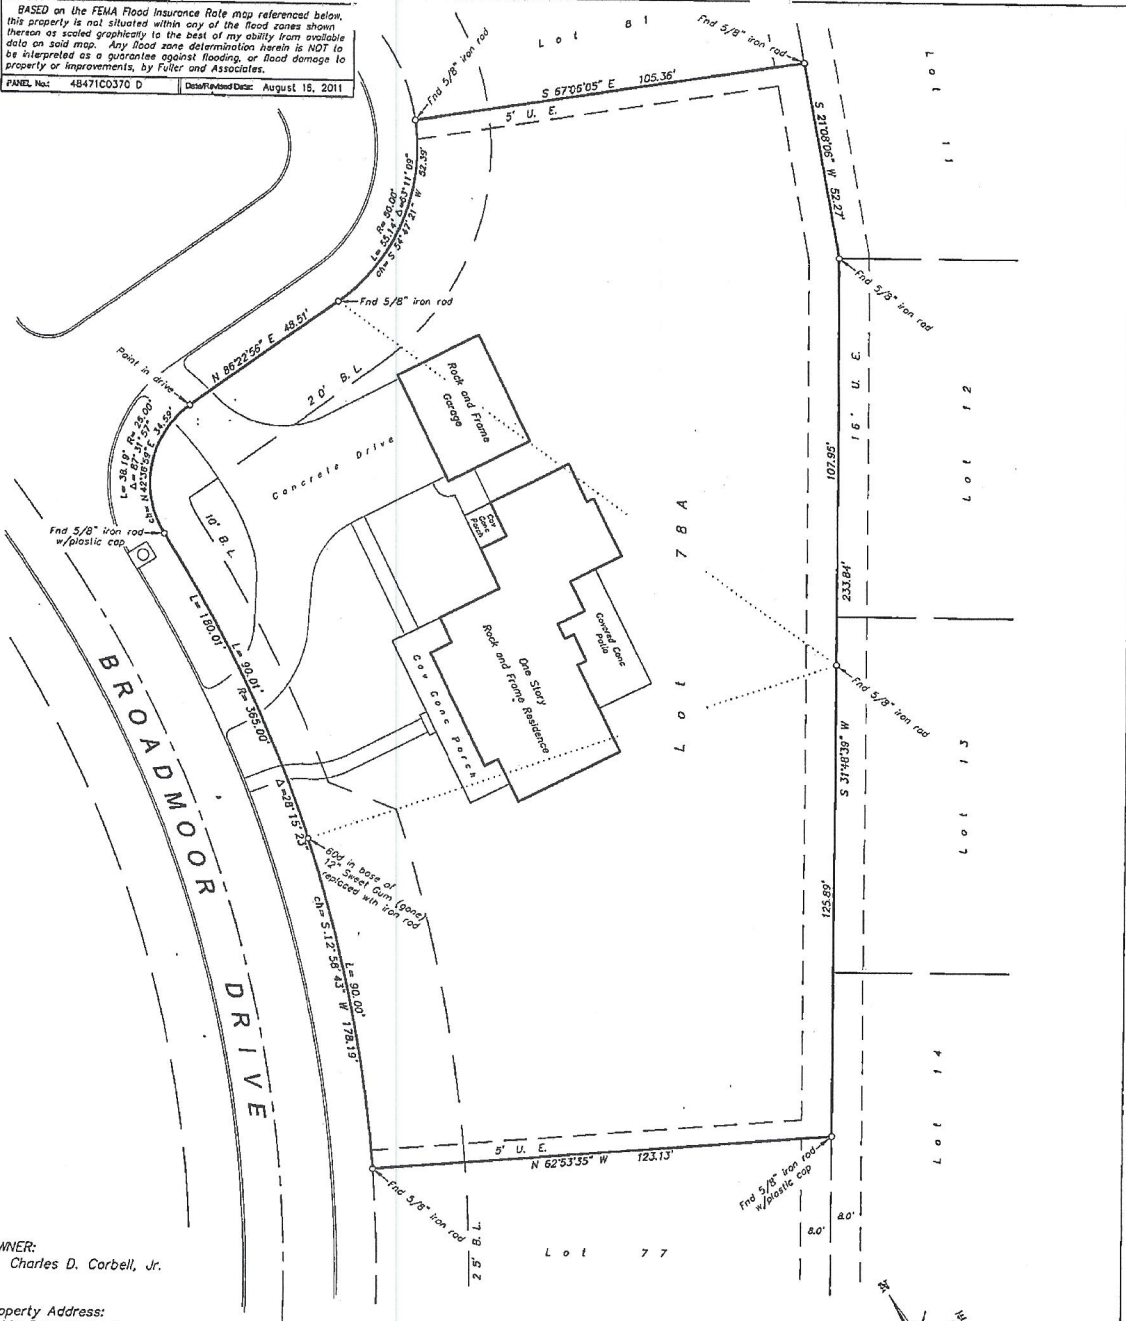 BASED on the FEMA Flood Insurance Rate map referenced below,
this property is not situated within any of the flood zones shown
thereon as scaled graphically to the best of my ability from available
data on said map. Any flood zone determination herein is NOT to
be interpreted as a guarantee against flooding, or flood damage to
property or improvements, by Fuller and Associates.
PANEL No.: 48471C0370 D
Date/Revised Date: August 16, 2011
Lot 81
Fnd 5/8" iron rod
Fnd 5/8" iron rod
S 67°05'05" E 105.36'
5' U. E.
Lot 11
S 21°08'06" W 52.27'
R= 50.00'
L= 55.14' Δ=63°11'09"
ch= S 54°47'21" W 52.39'
Fnd 5/8" iron rod
Fnd 5/8" iron rod
N 86°22'56" E 48.51'
Point in drive
20' B.L.
Rock and Frame
Garage
16' U. E.
Lot 12
107.95'
L= 38.19' R= 25.00'
Δ= 87°31'57"
ch= N 42°36'59" E 34.59'
Concrete Drive
Fnd 5/8" iron rod
w/plastic cap
10' B.L.
Cov
Conc
Porch
Lot 78A
233.84'
L= 180.01'
L= 90.01'
R= 365.00'
Δ=28°15'23"
Covered Conc
Patio
One Story
Rock and Frame Residence
Cov Conc Porch
Fnd 5/8" iron rod
S 31°48'39" W
Lot 13
BROADMOOR DRIVE
60d in base of
12" Sweet Gum (gone)
replaced with iron rod
125.89'
ch= S 12°58'43" W 178.19'
L= 90.00'
Lot 14
5' U. E.
N 62°53'35" W 123.13'
Fnd 5/8" iron rod
Fnd 5/8" iron rod
w/plastic cap
8.0'
8.0'
25' B.L.
Lot 77
WNER:
Charles D. Corbell, Jr.
operty Address: